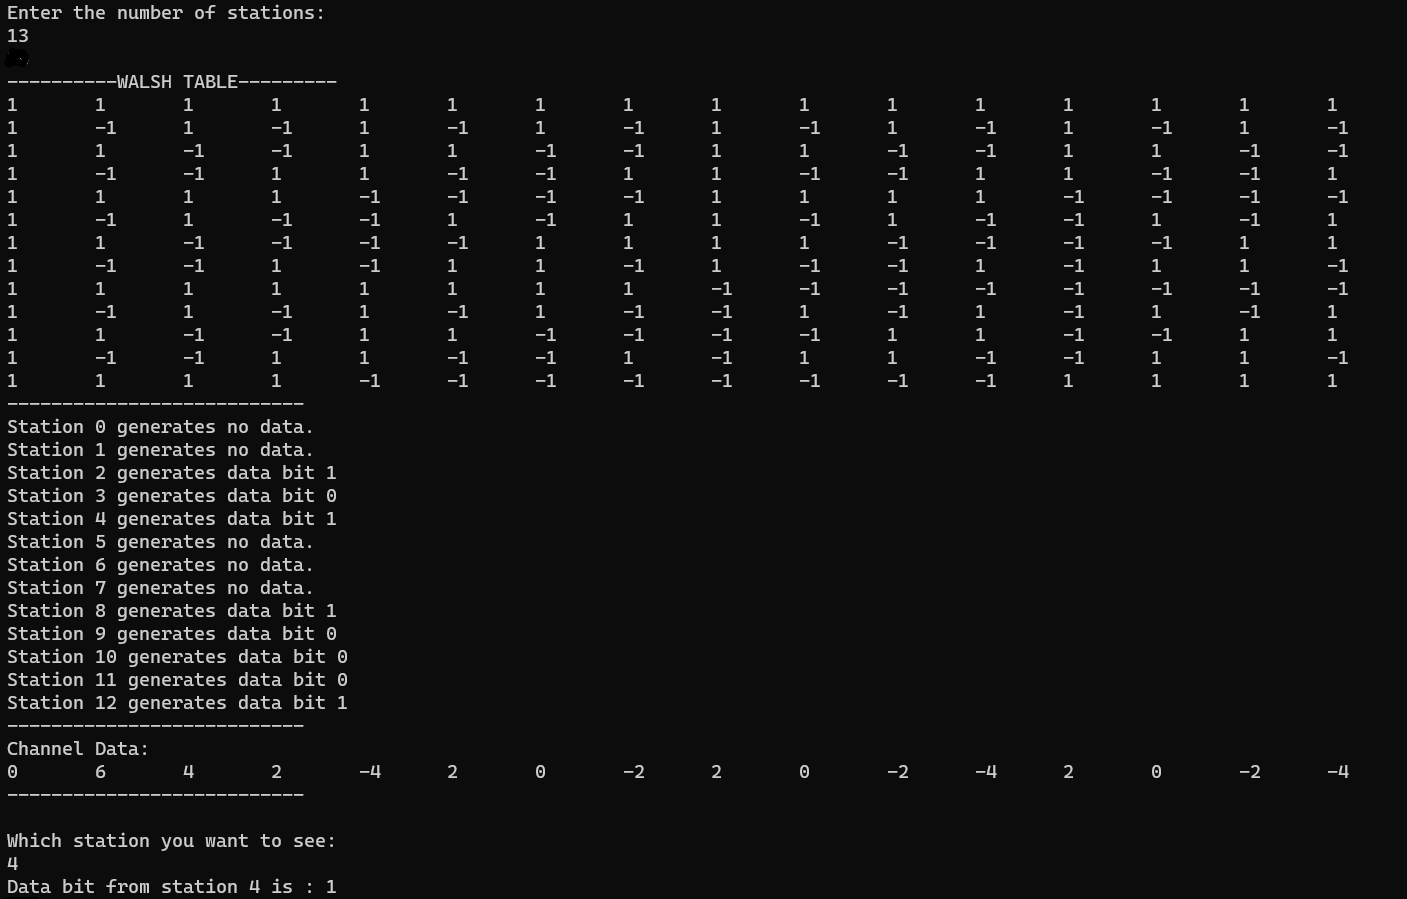 Enter the number of stations:
13
----------WALSH TABLE---------
1 1 1 1 1 1 1 1 1 1 1 1 1 1 1 1
1 -1 1 -1 1 -1 1 -1 1 -1 1 -1 1 -1 1 -1
1 1 -1 -1 1 1 -1 -1 1 1 -1 -1 1 1 -1 -1
1 -1 -1 1 1 -1 -1 1 1 -1 -1 1 1 -1 -1 1
1 1 1 1 -1 -1 -1 -1 1 1 1 1 -1 -1 -1 -1
1 -1 1 -1 -1 1 -1 1 1 -1 1 -1 -1 1 -1 1
1 1 -1 -1 -1 -1 1 1 1 1 -1 -1 -1 -1 1 1
1 -1 -1 1 -1 1 1 -1 1 -1 -1 1 -1 1 1 -1
1 1 1 1 1 1 1 1 -1 -1 -1 -1 -1 -1 -1 -1
1 -1 1 -1 1 -1 1 -1 -1 1 -1 1 -1 1 -1 1
1 1 -1 -1 1 1 -1 -1 -1 -1 1 1 -1 -1 1 1
1 -1 -1 1 1 -1 -1 1 -1 1 1 -1 -1 1 1 -1
1 1 1 1 -1 -1 -1 -1 -1 -1 -1 -1 1 1 1 1
---------------------------
Station 0 generates no data.
Station 1 generates no data.
Station 2 generates data bit 1
Station 3 generates data bit 0
Station 4 generates data bit 1
Station 5 generates no data.
Station 6 generates no data.
Station 7 generates no data.
Station 8 generates data bit 1
Station 9 generates data bit 0
Station 10 generates data bit 0
Station 11 generates data bit 0
Station 12 generates data bit 1
---------------------------
Channel Data:
0 6 4 2 -4 2 0 -2 2 0 -2 -4 2 0 -2 -4
---------------------------
Which station you want to see:
4
Data bit from station 4 is : 1